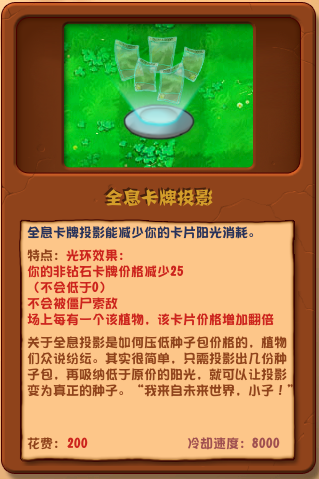 全息卡牌投影
全息卡牌投影能减少你的卡片阳光消耗。
特点：光环效果：
你的非钻石卡牌价格减少25
（不会低于0）
不会被僵尸索敌
场上每有一个该植物，该卡片价格增加翻倍
关于全息投影是如何压低种子包价格的，植物
们众说纷纭。其实很简单，只需投影出几份种
子包，再吸纳低于原价的阳光，就可以让投影
变为真正的种子。“我来自未来世界，小子！”
花费：200
冷却速度：8000